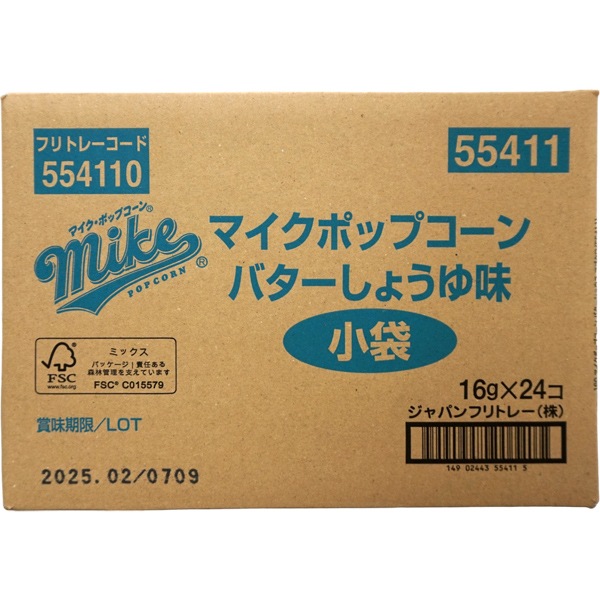 フリトレーコード
554110
55411
マイク・ポップコーン®
mike®
POPCORN
マイクポップコーン
バターしょうゆ味
小袋
FSC
www.fsc.org
ミックス
パッケージ|責任ある
森林管理を支えています
FSC® C015579
16g×24コ
ジャパンフリトレー(株)
149 02443 55411 5
賞味期限/LOT
2025.02/0709